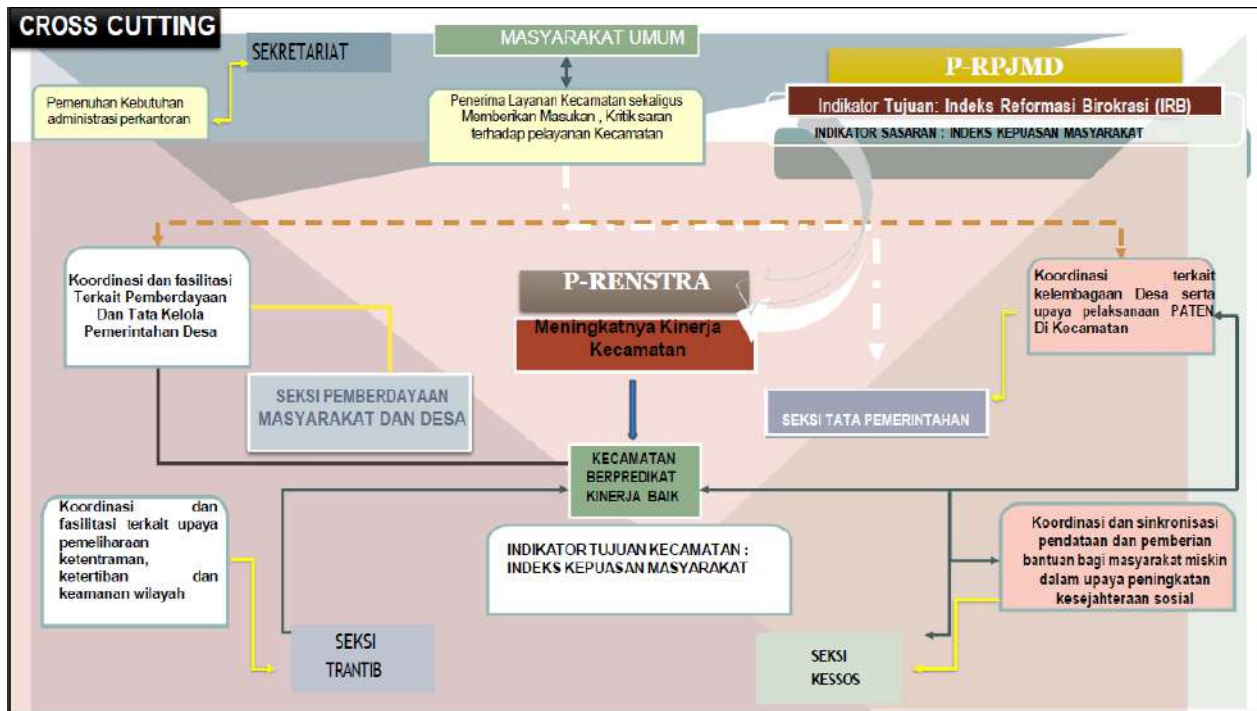 CROSS CUTTING
SEKRETARIAT
MASYARAKAT UMUM
P-RPJMD
Pemenuhan Kebutuhan
administrasi perkantoran
Penerima Layanan Kecamatan sekaligus
Memberikan Masukan , Kritik saran
terhadap pelayanan Kecamatan
Indikator Tujuan: Indeks Reformasi Birokrasi (IRB)
INDIKATOR SASARAN : INDEKS KEPUASAN MASYARAKAT
Koordinasi dan fasilitasi
Terkait Pemberdayaan
Dan Tata Kelola
Pemerintahan Desa
P-RENSTRA
Meningkatnya Kinerja
Kecamatan
Koordinasi terkait
kelembagaan Desa serta
upaya pelaksanaan PATEN
Di Kecamatan
SEKSI PEMBERDAYAAN
MASYARAKAT DAN DESA
SEKSI TATA PEMERINTAHAN
KECAMATAN
BERPREDIKAT
KINERJA BAIK
Koordinasi dan
fasilitasi terkait upaya
pemeliharaan
ketentraman,
ketertiban dan
keamanan wilayah
INDIKATOR TUJUAN KECAMATAN :
INDEKS KEPUASAN MASYARAKAT
Koordinasi dan sinkronisasi
pendataan dan pemberian
bantuan bagi masyarakat miskin
dalam upaya peningkatan
kesejahteraan sosial
SEKSI
TRANTIB
SEKSI
KESSOS